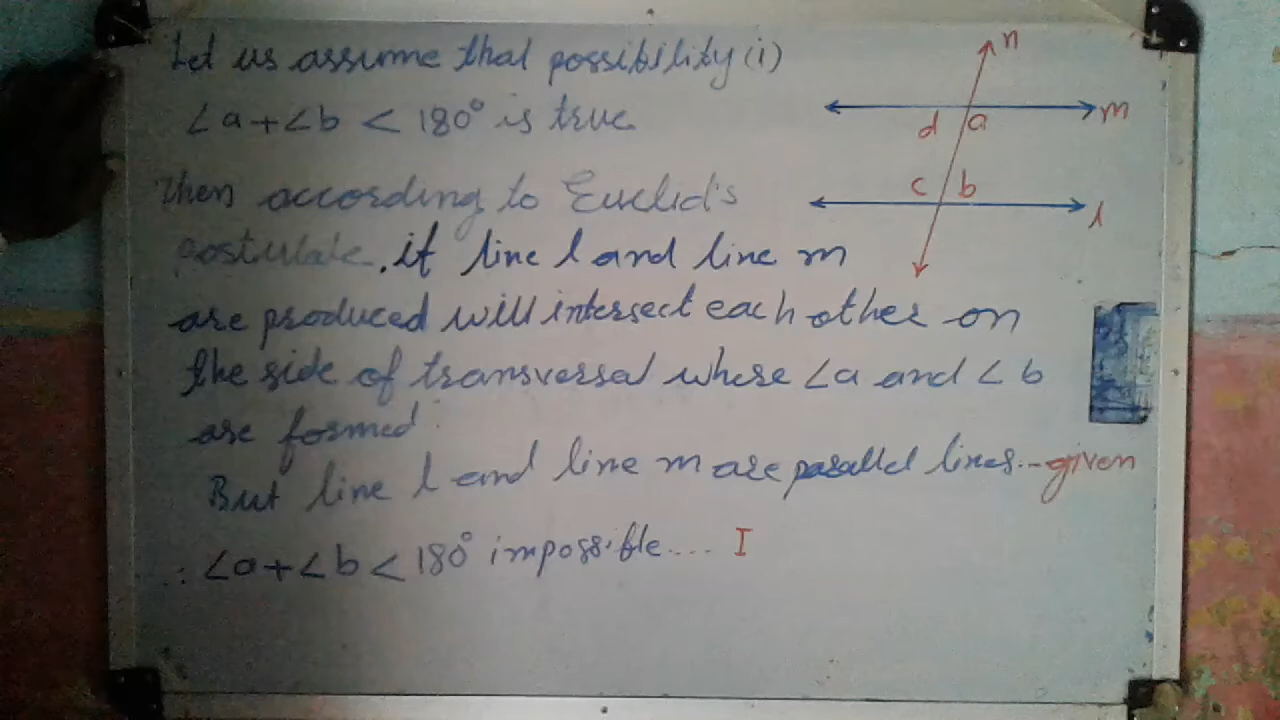 Let us assume that possibility (i)
∠a+∠b < 180° is true
Then according to Euclid's
postulate, if line l and line m
are produced will intersect each other on
the side of transversal where ∠a and ∠b
are formed.
But line l and line m are parallel lines.-given
∴ ∠a+∠b < 180° impossible.... I
n
m
d a
c b
l